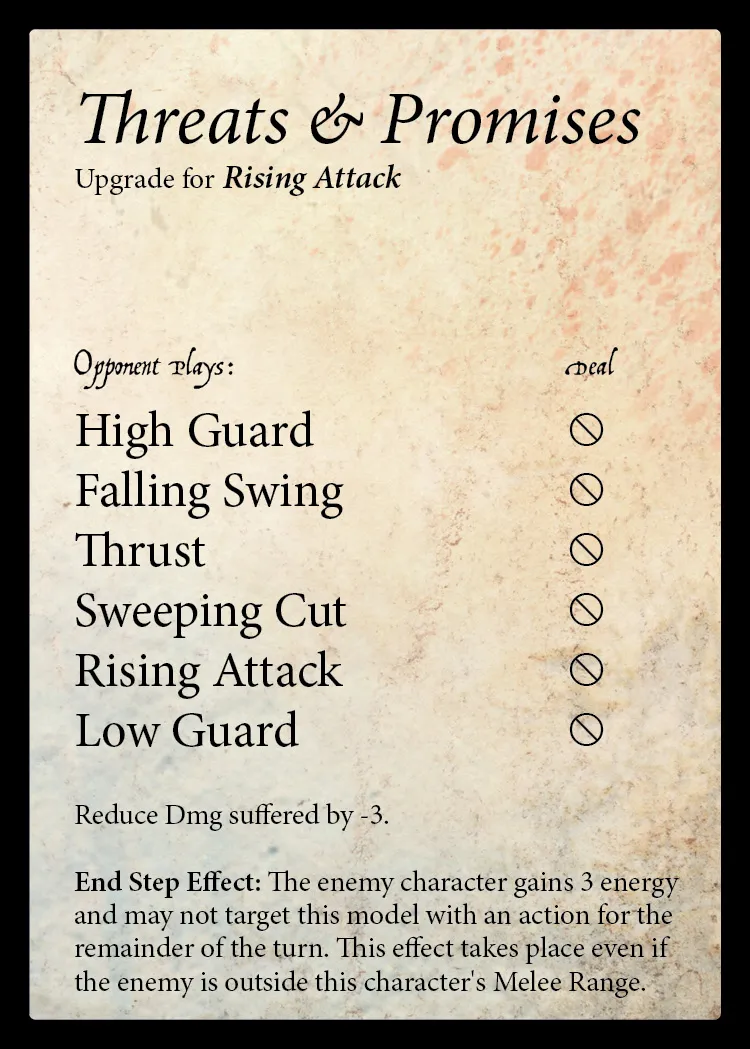 Threats & Promises
Upgrade for Rising Attack
Opponent plays: Deal
High Guard
Falling Swing
Thrust
Sweeping Cut
Rising Attack
Low Guard
Reduce Dmg suffered by -3.
End Step Effect: The enemy character gains 3 energy
and may not target this model with an action for the
remainder of the turn. This effect takes place even if
the enemy is outside this character's Melee Range.